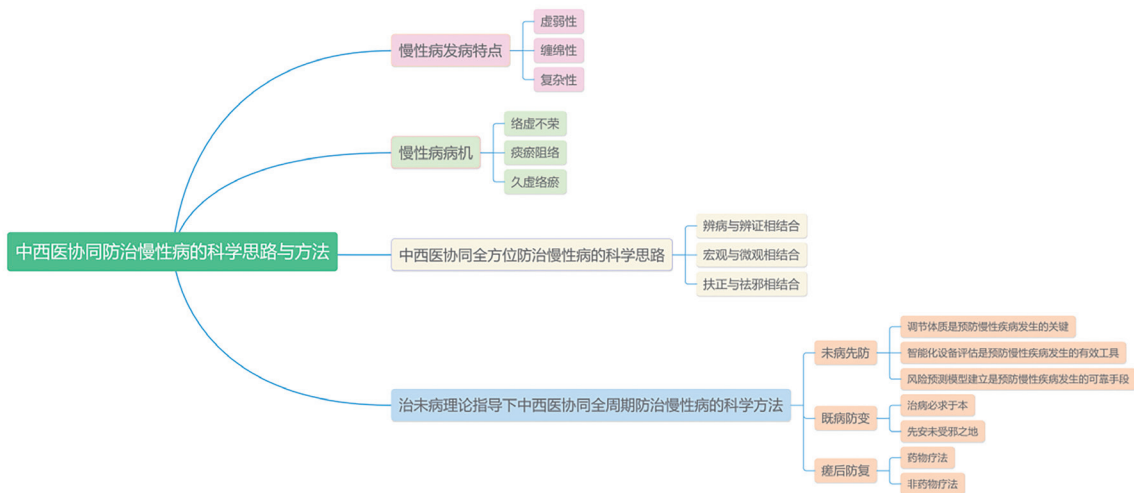 中西医协同防治慢性病的科学思路与方法
慢性病发病特点
虚弱性
缠绵性
复杂性
慢性病病机
络虚不荣
痰瘀阻络
久虚络瘀
中西医协同全方位防治慢性病的科学思路
辨病与辨证相结合
宏观与微观相结合
扶正与祛邪相结合
治未病理论指导下中西医协同全周期防治慢性病的科学方法
未病先防
调节体质是预防慢性疾病发生的关键
智能化设备评估是预防慢性疾病发生的有效工具
风险预测模型建立是预防慢性疾病发生的可靠手段
既病防变
治病必求于本
先安未受邪之地
瘥后防复
药物疗法
非药物疗法